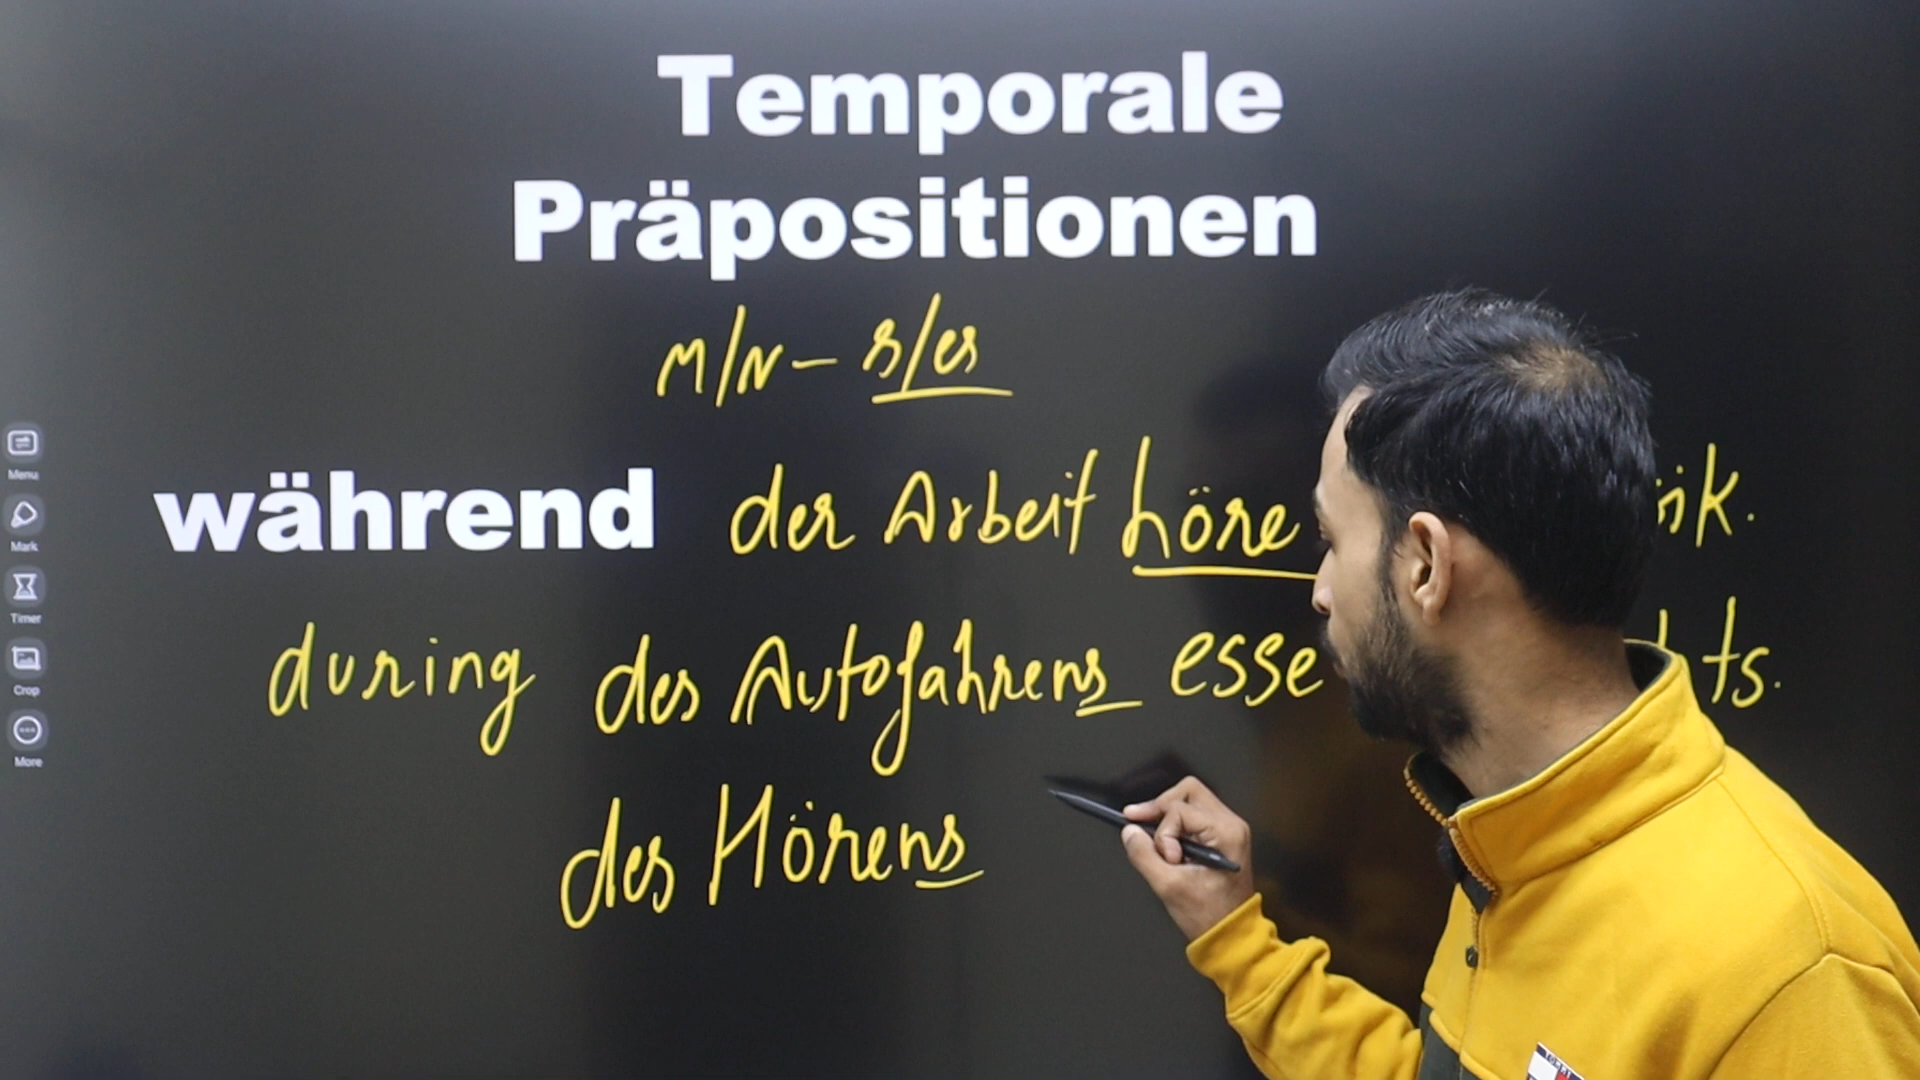 Temporale
Präpositionen
M/N – s/es
während der Arbeit höre
during des Autofahrens esse
des Hörens
Menu
Mark
Timer
Crop
More